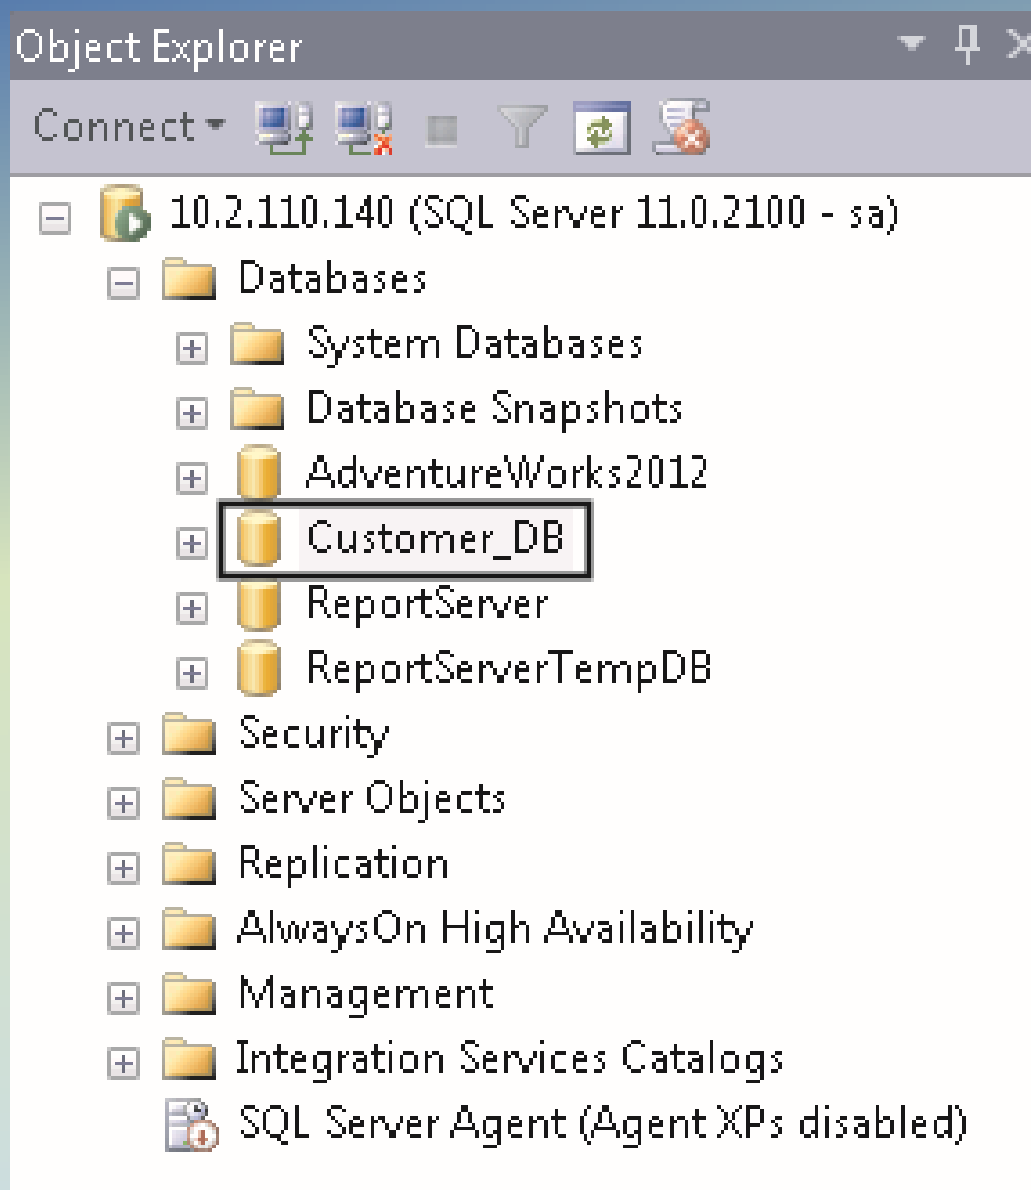 Object Explorer
Connect
10.2.110.140 (SQL Server 11.0.2100 - sa)
Databases
System Databases
Database Snapshots
AdventureWorks2012
Customer_DB
ReportServer
ReportServerTempDB
Security
Server Objects
Replication
AlwaysOn High Availability
Management
Integration Services Catalogs
SQL Server Agent (Agent XPs disabled)